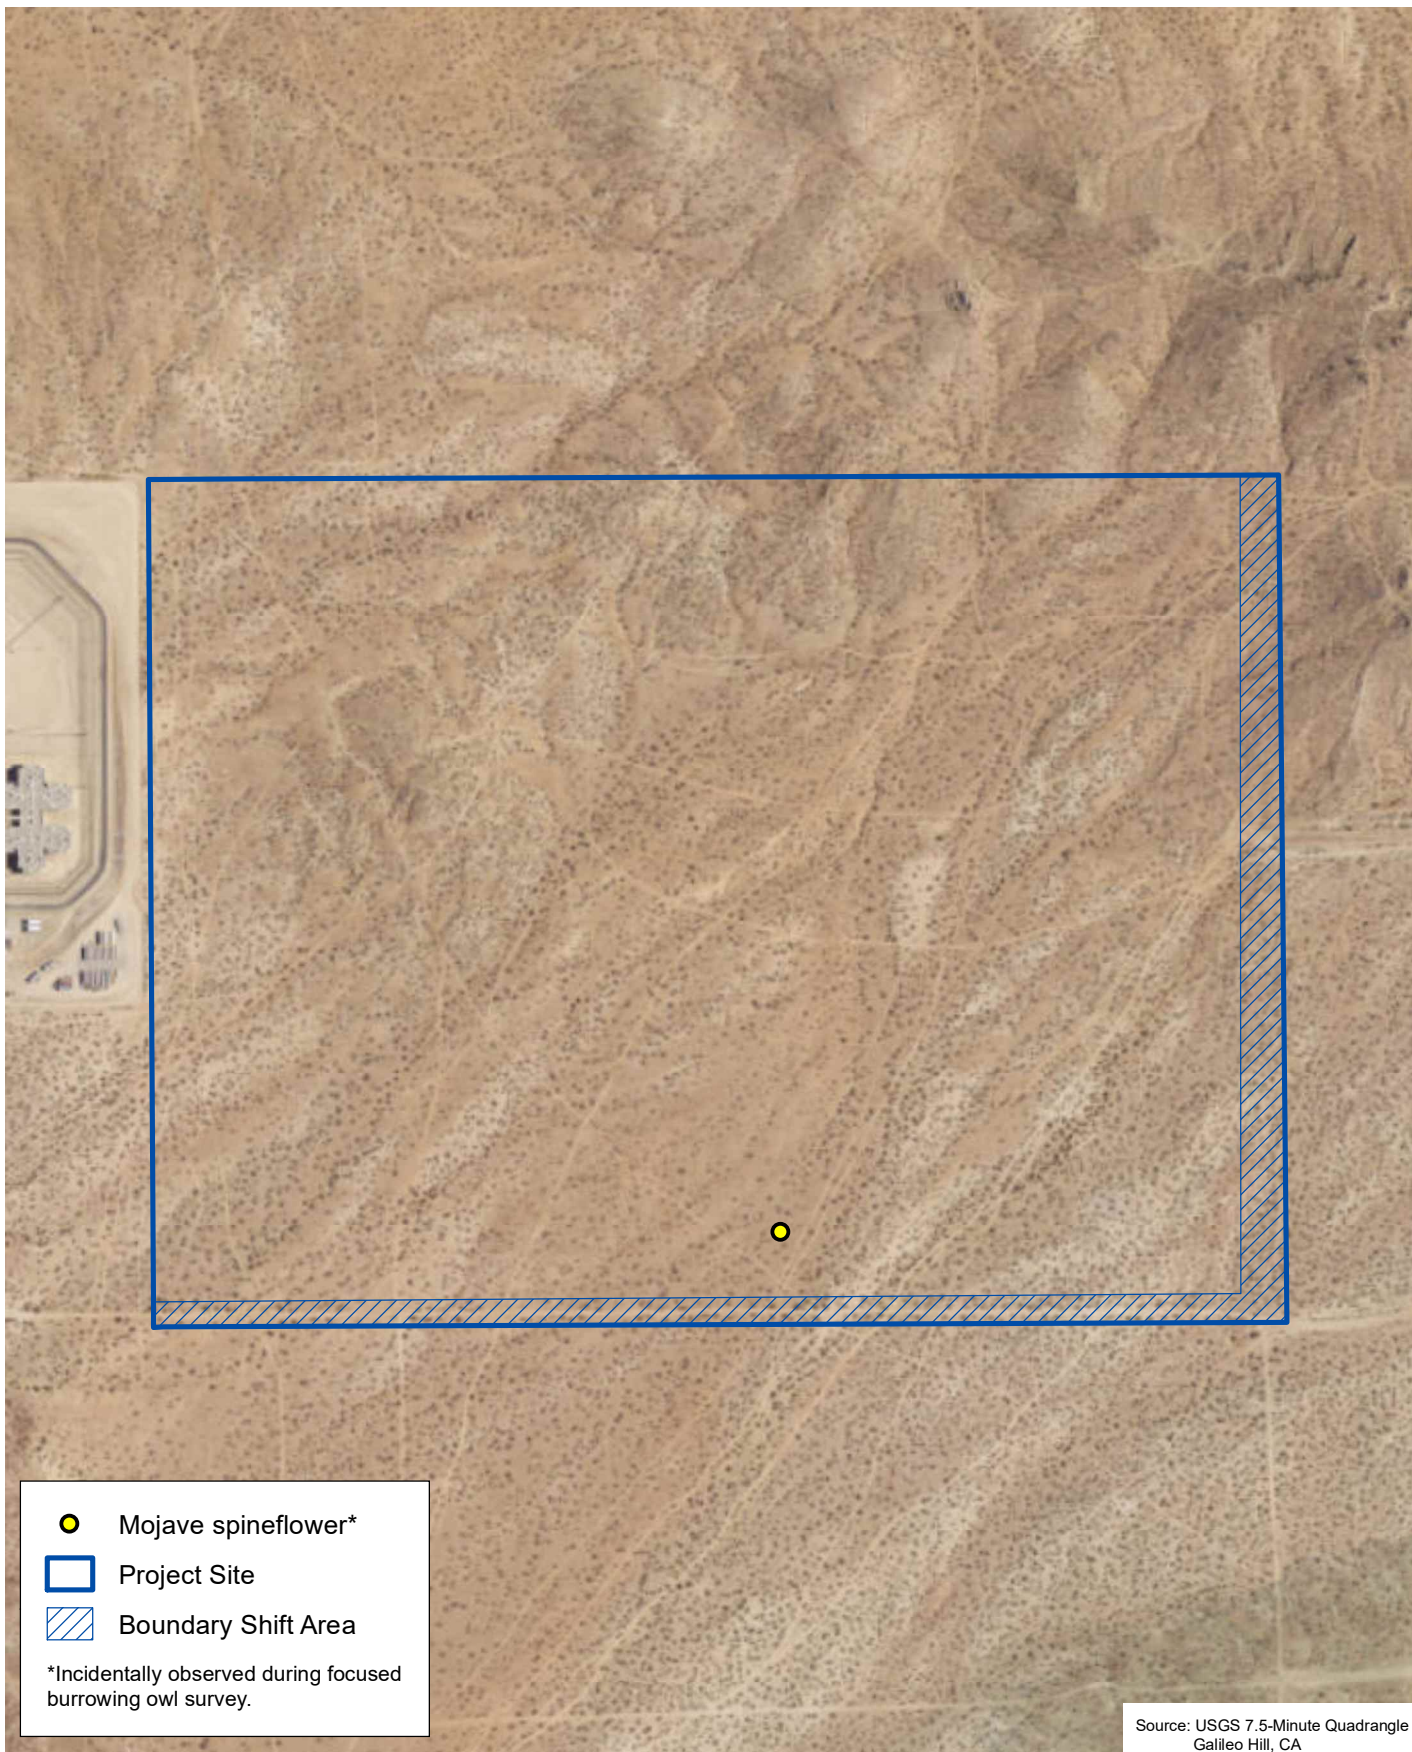 Mojave spineflower*
Project Site
Boundary Shift Area
*Incidentally observed during focused
burrowing owl survey.
Source: USGS 7.5-Minute Quadrangle
Galileo Hill, CA